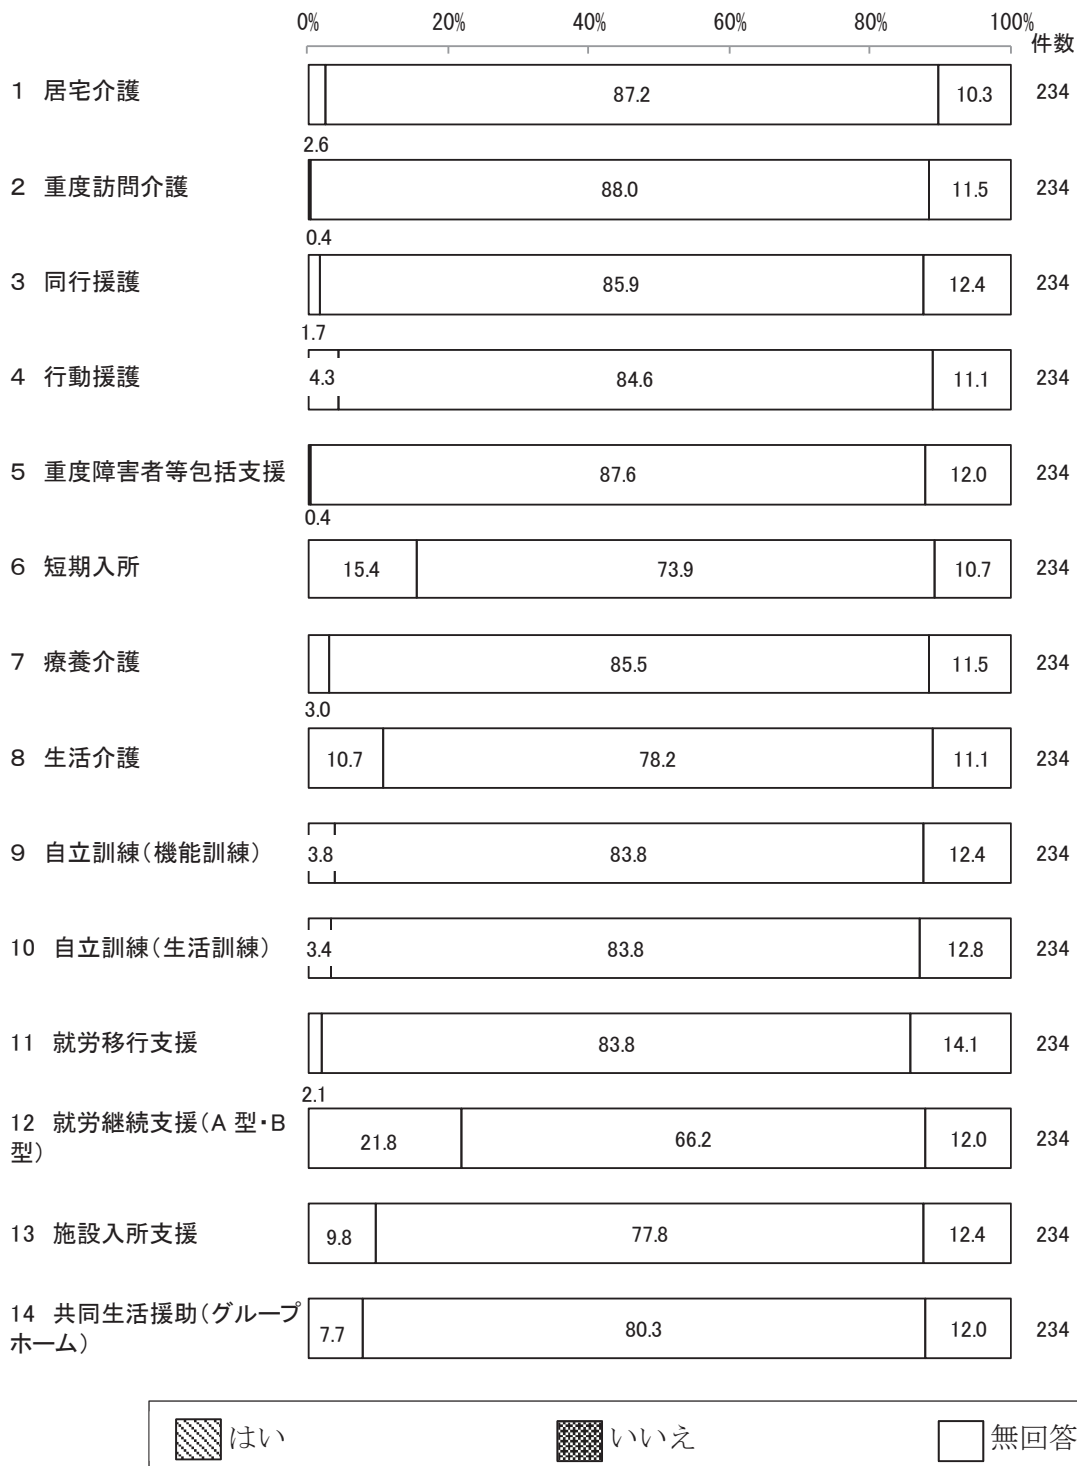 0% 20% 40% 60% 80% 100%
件数
1 居宅介護 87.2 10.3 234
2.6
2 重度訪問介護 88.0 11.5 234
0.4
3 同行援護 85.9 12.4 234
1.7
4 行動援護 4.3 84.6 11.1 234
5 重度障害者等包括支援 87.6 12.0 234
0.4
6 短期入所 15.4 73.9 10.7 234
7 療養介護 85.5 11.5 234
3.0
8 生活介護 10.7 78.2 11.1 234
9 自立訓練(機能訓練) 3.8 83.8 12.4 234
10 自立訓練(生活訓練) 3.4 83.8 12.8 234
11 就労移行支援 83.8 14.1 234
2.1
12 就労継続支援(A 型・B
型) 21.8 66.2 12.0 234
13 施設入所支援 9.8 77.8 12.4 234
14 共同生活援助(グループ
ホーム) 7.7 80.3 12.0 234
はい いいえ 無回答